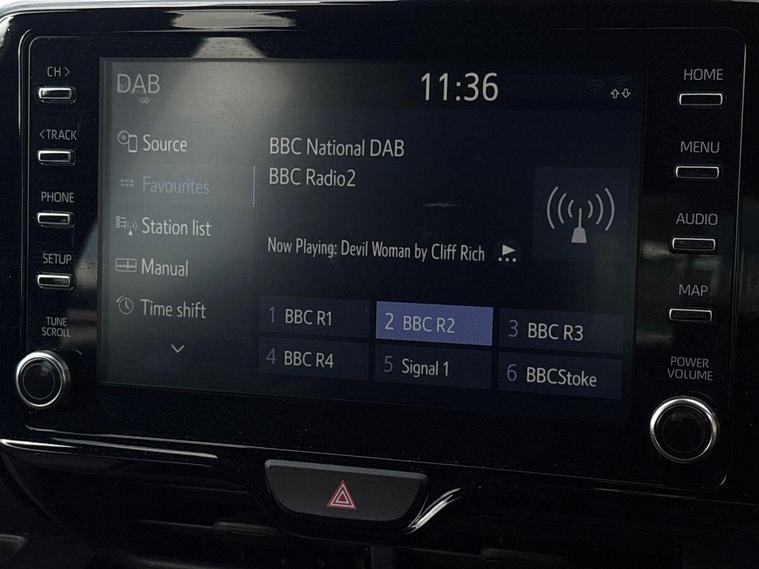 CH >
< TRACK
PHONE
SETUP
TUNE
SCROLL
DAB
11:36
Source
Favourites
Station list
Manual
Time shift
BBC National DAB
BBC Radio2
Now Playing: Devil Woman by Cliff Rich
1 BBC R1
2 BBC R2
3 BBC R3
4 BBC R4
5 Signal 1
6 BBCStoke
HOME
MENU
AUDIO
MAP
POWER
VOLUME